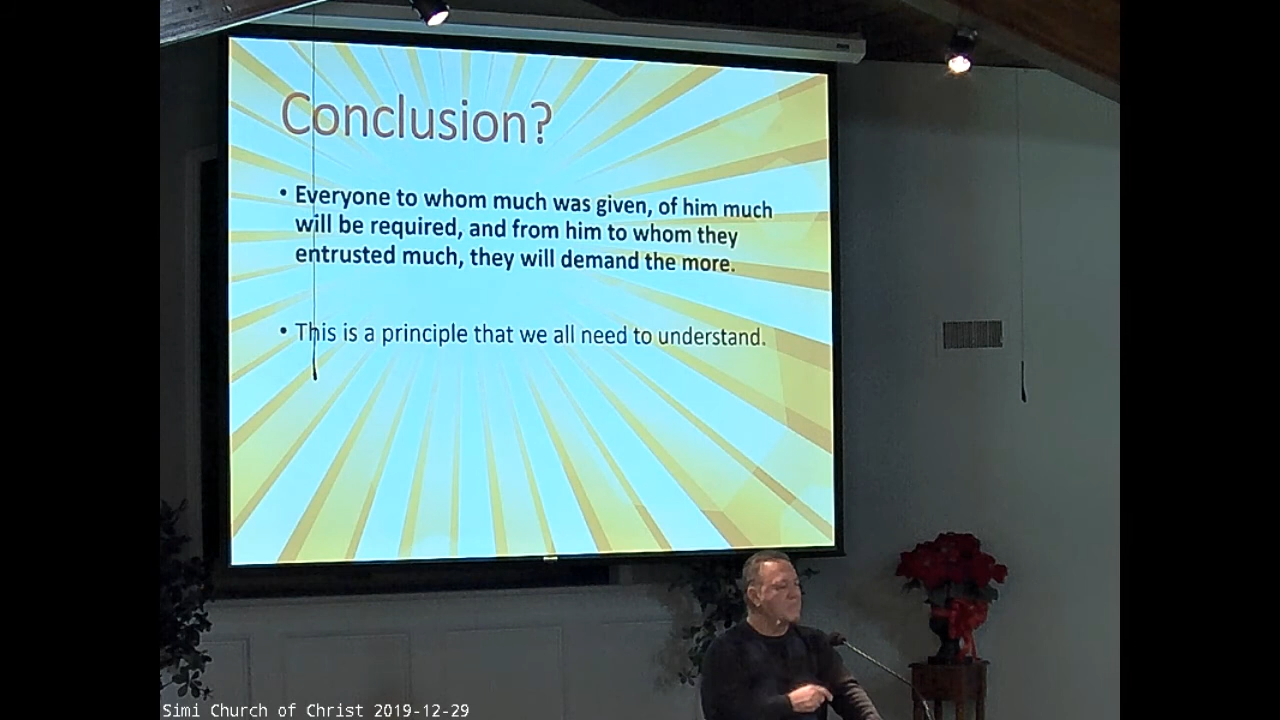 Conclusion?
• Everyone to whom much was given, of him much
will be required, and from him to whom they
entrusted much, they will demand the more.
• This is a principle that we all need to understand.
Simi Church of Christ 2019-12-29